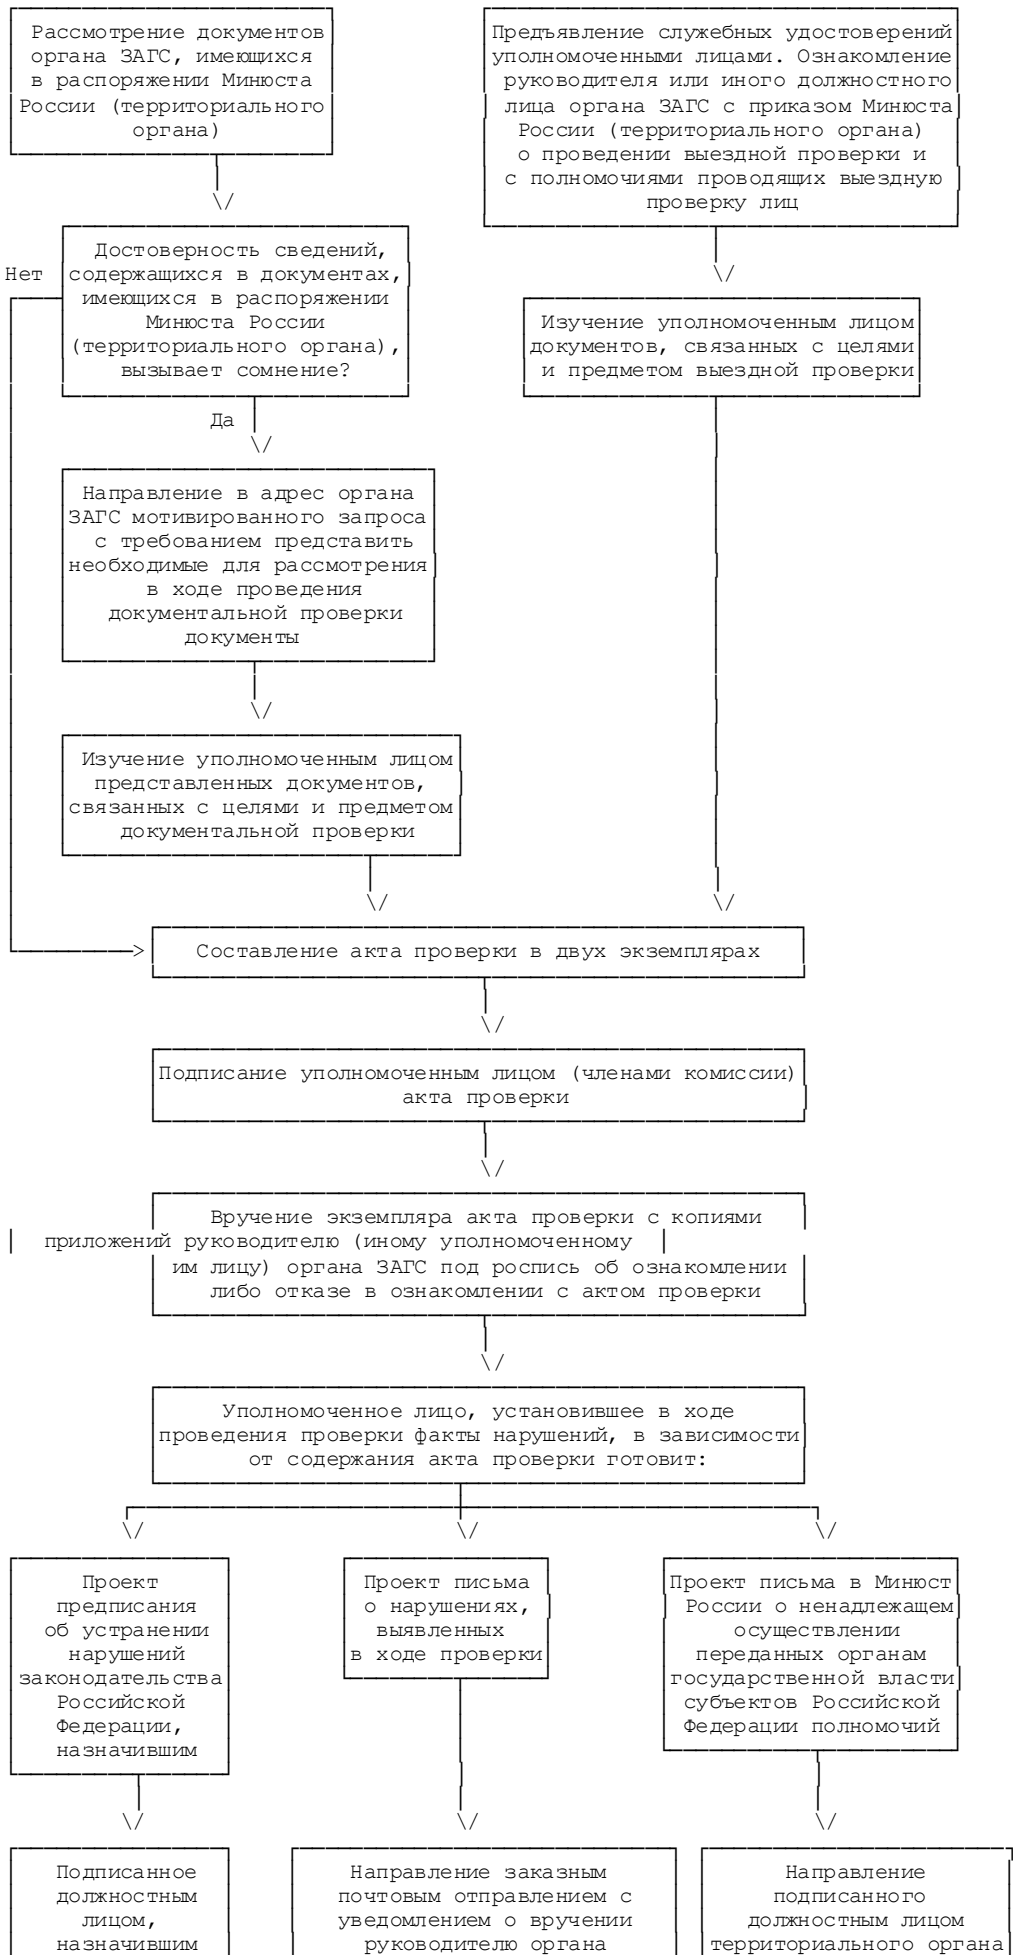 Рассмотрение документов
органа ЗАГС, имеющихся
в распоряжении Минюста
России (территориального
органа)
Предъявление служебных удостоверений
уполномоченными лицами. Ознакомление
руководителя или иного должностного
лица органа ЗАГС с приказом Минюста
России (территориального органа)
о проведении выездной проверки и
с полномочиями проводящих выездную
проверку лиц
Нет
Достоверность сведений,
содержащихся в документах,
имеющихся в распоряжении
Минюста России
(территориального органа),
вызывает сомнение?
Изучение уполномоченным лицом
документов, связанных с целями
и предметом выездной проверки
Да
Направление в адрес органа
ЗАГС мотивированного запроса
с требованием представить
необходимые для рассмотрения
в ходе проведения
документальной проверки
документы
Изучение уполномоченным лицом
представленных документов,
связанных с целями и предметом
документальной проверки
Составление акта проверки в двух экземплярах
Подписание уполномоченным лицом (членами комиссии)
акта проверки
Вручение экземпляра акта проверки с копиями
приложений руководителю (иному уполномоченному
им лицу) органа ЗАГС под роспись об ознакомлении
либо отказе в ознакомлении с актом проверки
Уполномоченное лицо, установившее в ходе
проведения проверки факты нарушений, в зависимости
от содержания акта проверки готовит:
Проект
предписания
об устранении
нарушений
законодательства
Российской
Федерации,
назначившим
Проект письма
о нарушениях,
выявленных
в ходе проверки
Проект письма в Минюст
России о ненадлежащем
осуществлении
переданных органам
государственной власти
субъектов Российской
Федерации полномочий
Подписанное
должностным
лицом,
назначившим
Направление заказным
почтовым отправлением с
уведомлением о вручении
руководителю органа
Направление
подписанного
должностным лицом
территориального органа